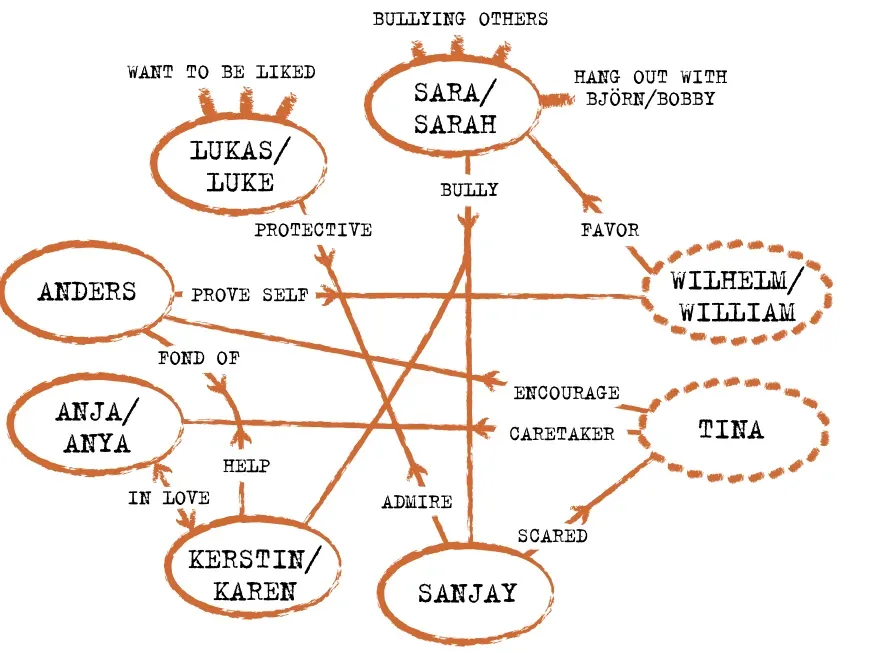 BULLYING OTHERS
WANT TO BE LIKED
HANG OUT WITH
BJÖRN/BOBBY
SARA/
SARAH
LUKAS/
LUKE
BULLY
PROTECTIVE
FAVOR
ANDERS
PROVE SELF
WILHELM/
WILLIAM
FOND OF
ENCOURAGE
ANJA/
ANYA
CARETAKER
TINA
HELP
IN LOVE
ADMIRE
SCARED
KERSTIN/
KAREN
SANJAY